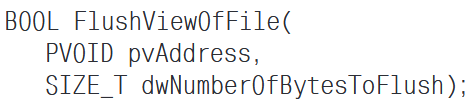 BOOL FlushViewOfFile(
   PVOID pvAddress,
   SIZE_T dwNumberOfBytesToFlush);